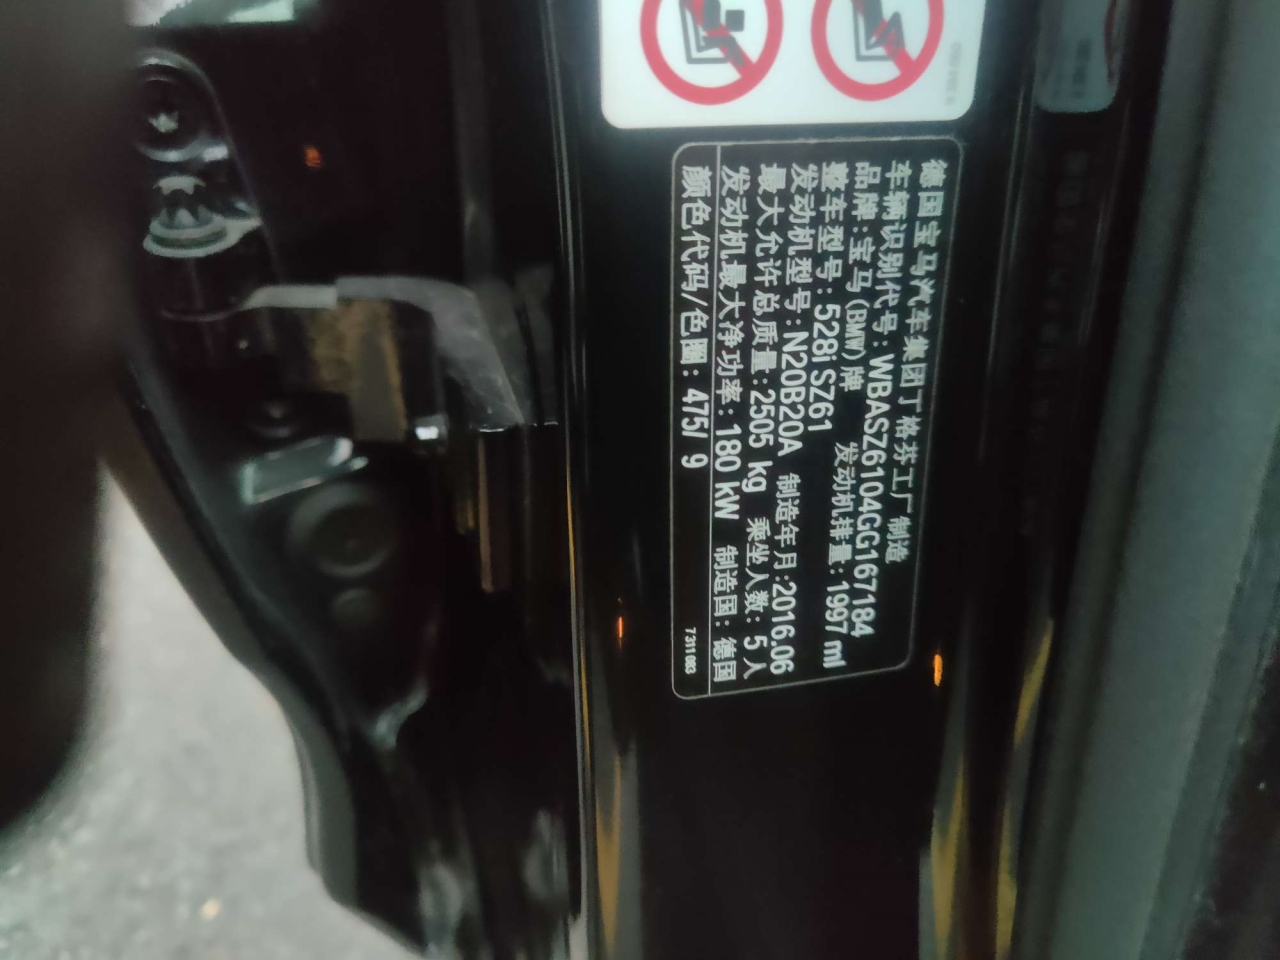 德国宝马汽车集团丁格芬工厂制造
车辆识别代号：WBASZ6104GG167184
品牌：宝马(BMW)牌 发动机排量：1997 ml
整车型号：528i SZ61
发动机型号：N20B20A 制造年月：2016.06
最大允许总质量：2505 kg 乘坐人数：5 人
发动机最大净功率：180 kW 制造国：德国
颜色代码/色圈：475/ 9
7311 083